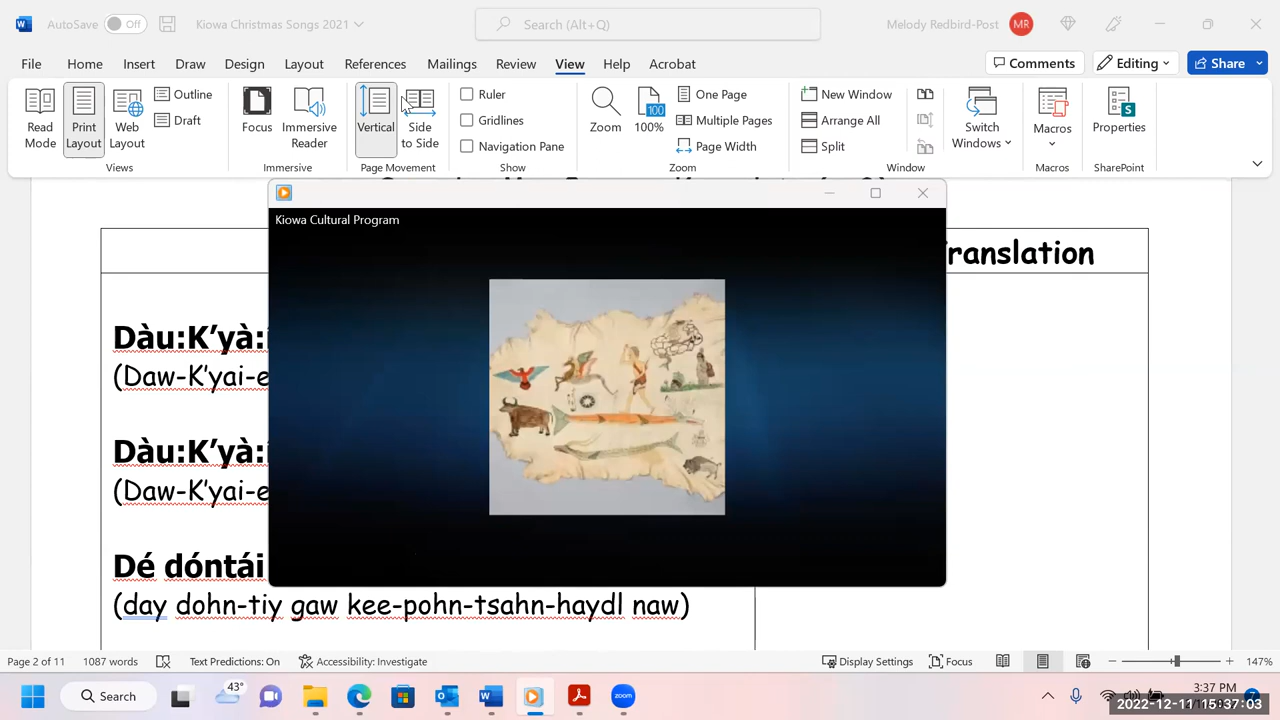 AutoSave Off Kiowa Christmas Songs 2021 Search (Alt+Q) Melody Redbird-Post MR
File Home Insert Draw Design Layout References Mailings Review View Help Acrobat Comments Editing Share
Read Mode
Print Layout
Web Layout
Outline
Draft
Views
Focus
Immersive Reader
Immersive
Vertical
Side to Side
Page Movement
Ruler
Gridlines
Navigation Pane
Show
Zoom
100
100%
One Page
Multiple Pages
Page Width
Zoom
New Window
Arrange All
Split
Switch Windows
Window
Macros
Macros
Properties
SharePoint
Kiowa Cultural Program
ranslation
Dàu:K'yà:
(Daw-K'yai-e
Dàu:K'yà:
(Daw-K'yai-e
Dé dóntái
(day dohn-tiy gaw kee-pohn-tsahn-haydl naw)
Page 2 of 11 1087 words Text Predictions: On Accessibility: Investigate Display Settings Focus 147%
43° Search zoom 3:37 PM
2022-12-11 15:37:03